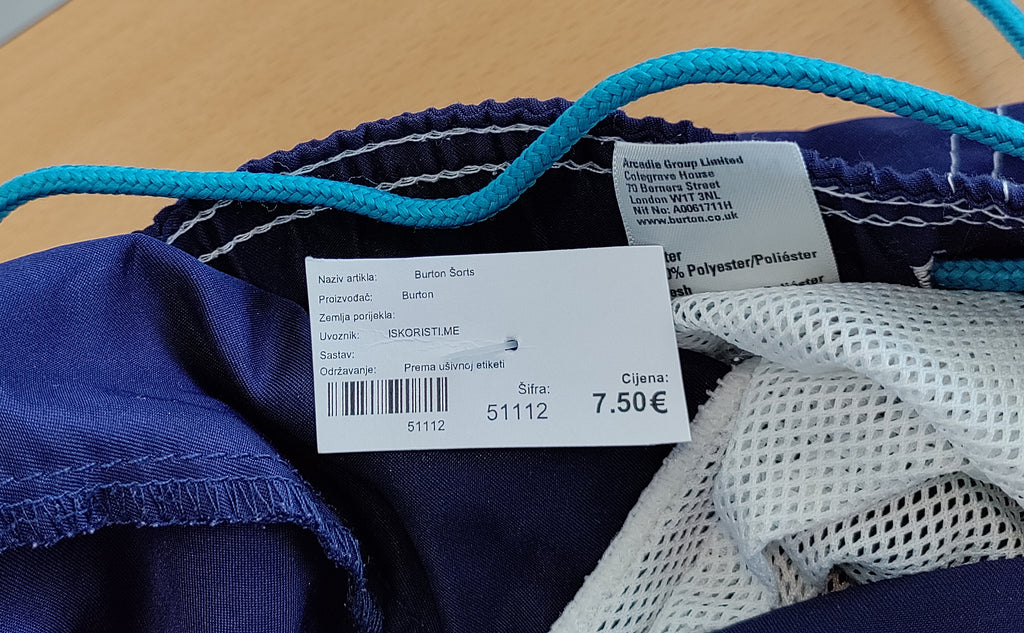 Arcadia Group Limited
Colegrave House
70 Berners Street
London W1T 3NL
Nif No: A0061711H
www.burton.co.uk
% Polyester/Poliéster
Naziv artikla: Burton Šorts
Proizvođač: Burton
Zemlja porijekla:
Uvoznik: ISKORISTI.ME
Sastav:
Održavanje: Prema ušivnoj etiketi
51112
Šifra:
51112
Cijena:
7.50€